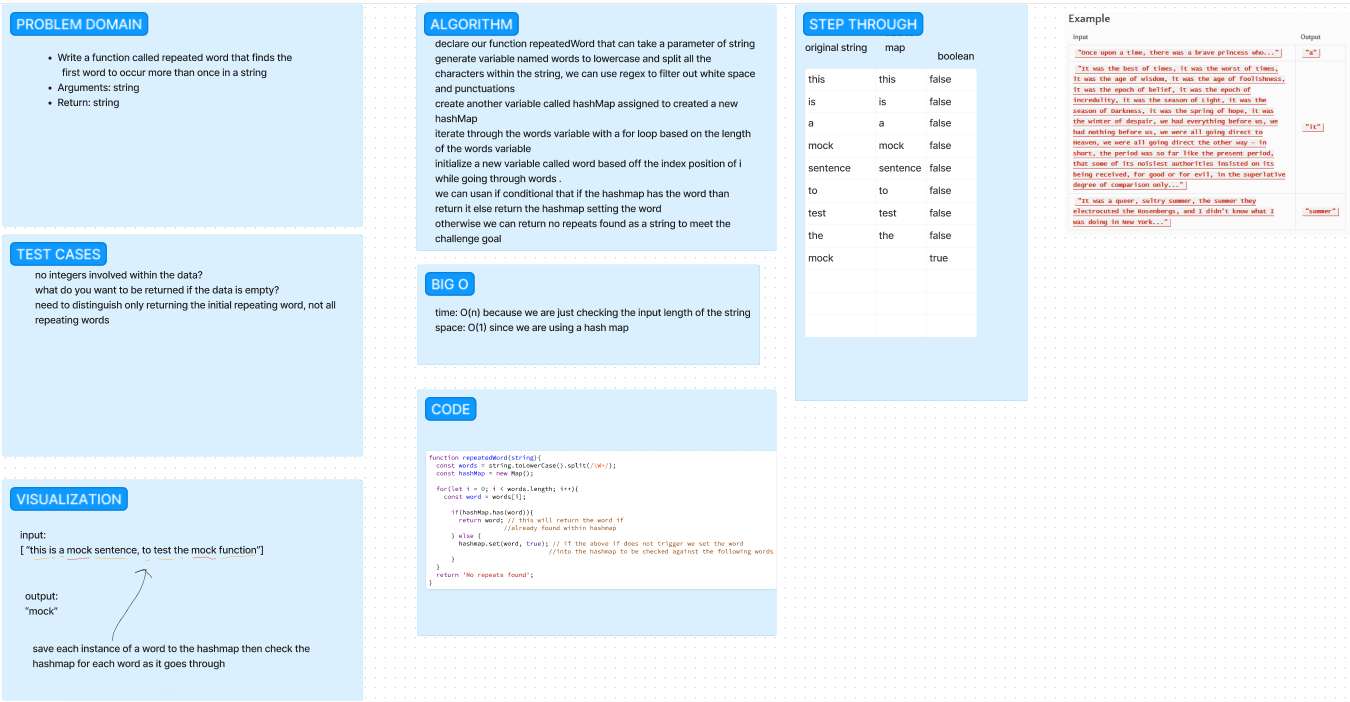 PROBLEM DOMAIN
• Write a function called repeated word that finds the
first word to occur more than once in a string
• Arguments: string
• Return: string
TEST CASES
no integers involved within the data?
what do you want to be returned if the data is empty?
need to distinguish only returning the initial repeating word, not all
repeating words
VISUALIZATION
input:
[ “this is a mock sentence, to test the mock function”]
output:
“mock”
save each instance of a word to the hashmap then check the
hashmap for each word as it goes through
ALGORITHM
declare our function repeatedWord that can take a parameter of string
generate variable named words to lowercase and split all the
characters within the string, we can use regex to filter out white space
and punctuations
create another variable called hashMap assigned to created a new
hashMap
iterate through the words variable with a for loop based on the length
of the words variable
initialize a new variable called word based off the index position of i
while going through words .
we can usan if conditional that if the hashmap has the word than
return it else return the hashmap setting the word
otherwise we can return no repeats found as a string to meet the
challenge goal
BIG O
time: O(n) because we are just checking the input length of the string
space: O(1) since we are using a hash map
CODE
function repeatedWord(string){
const words = string.toLowerCase().split(/\W+/);
const hashMap = new Map();
for(let i = 0; i < words.length; i++){
const word = words[i];
if(hashMap.has(word)){
return word; // this will return the word if
//already found within hashmap
} else {
hashmap.set(word, true); // if the above if does not trigger we set the word
//into the hashmap to be checked against the following words
}
}
return 'No repeats found';
}
STEP THROUGH
original string map
boolean
this this false
is is false
a a false
mock mock false
sentence sentence false
to to false
test test false
the the false
mock true
Example
Input Output
"Once upon a time, there was a brave princess who..." "a"
"It was the best of times, it was the worst of times,
it was the age of wisdom, it was the age of foolishness,
it was the epoch of belief, it was the epoch of
incredulity, it was the season of Light, it was the
season of Darkness, it was the spring of hope, it was
the winter of despair, we had everything before us, we
had nothing before us, we were all going direct to
Heaven, we were all going direct the other way – in
short, the period was so far like the present period,
that some of its noisiest authorities insisted on its
being received, for good or for evil, in the superlative
degree of comparison only..."
"it"
"It was a queer, sultry summer, the summer they
electrocuted the Rosenbergs, and I didn’t know what I
was doing in New York..."
"summer"